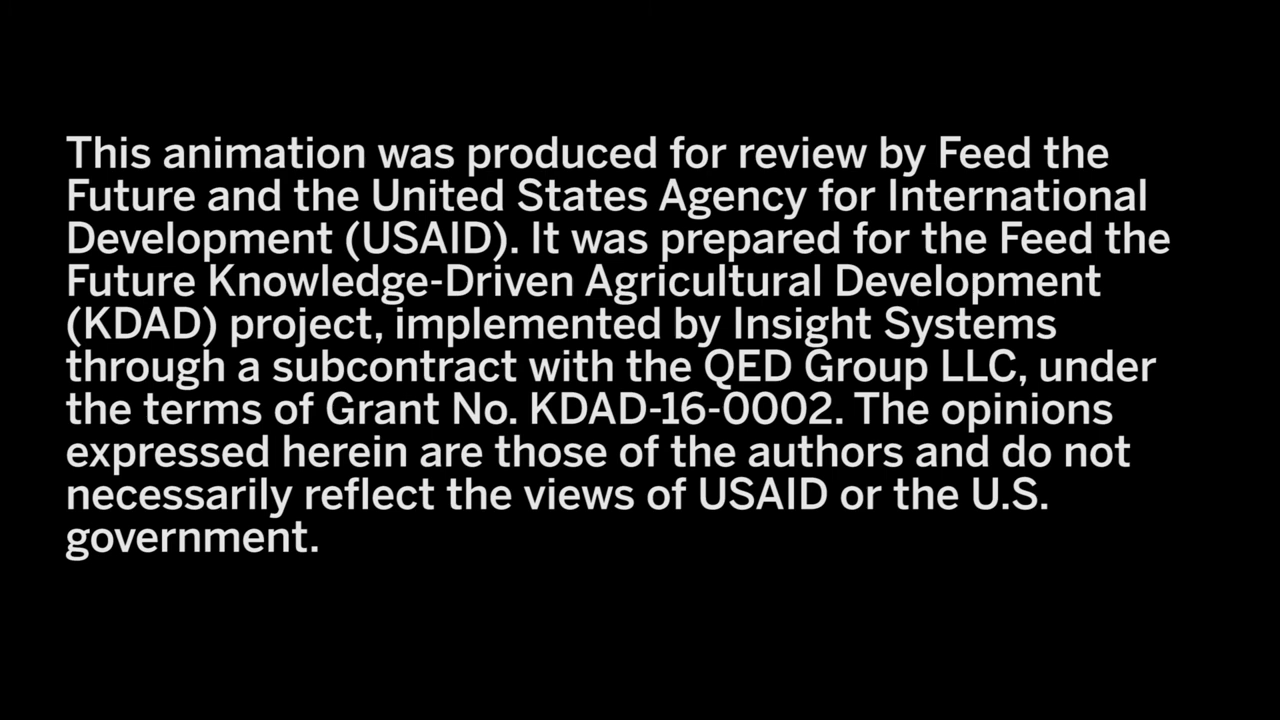 This animation was produced for review by Feed the
Future and the United States Agency for International
Development (USAID). It was prepared for the Feed the
Future Knowledge-Driven Agricultural Development
(KDAD) project, implemented by Insight Systems
through a subcontract with the QED Group LLC, under
the terms of Grant No. KDAD-16-0002. The opinions
expressed herein are those of the authors and do not
necessarily reflect the views of USAID or the U.S.
government.